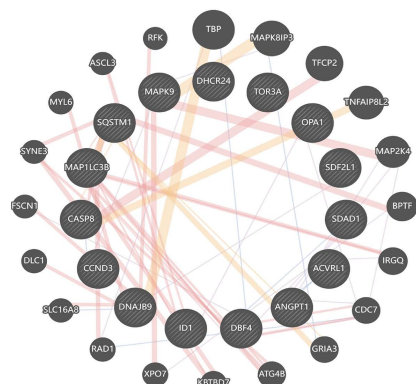 TBP
RFK
MAPK8IP3
ASCL3
DHCR24
TFCP2
MAPK9
TOR3A
MYL6
SQSTM1
OPA1
TNFAIP8L2
SYNE3
MAP1LC3B
SDF2L1
MAP2K4
FSCN1
CASP8
SDAD1
BPTF
DLC1
CCND3
ACVRL1
IRGQ
SLC16A8
DNAJB9
ID1
DBF4
ANGPT1
CDC7
RAD1
GRIA3
XPO7
KBTBD7
ATG4B